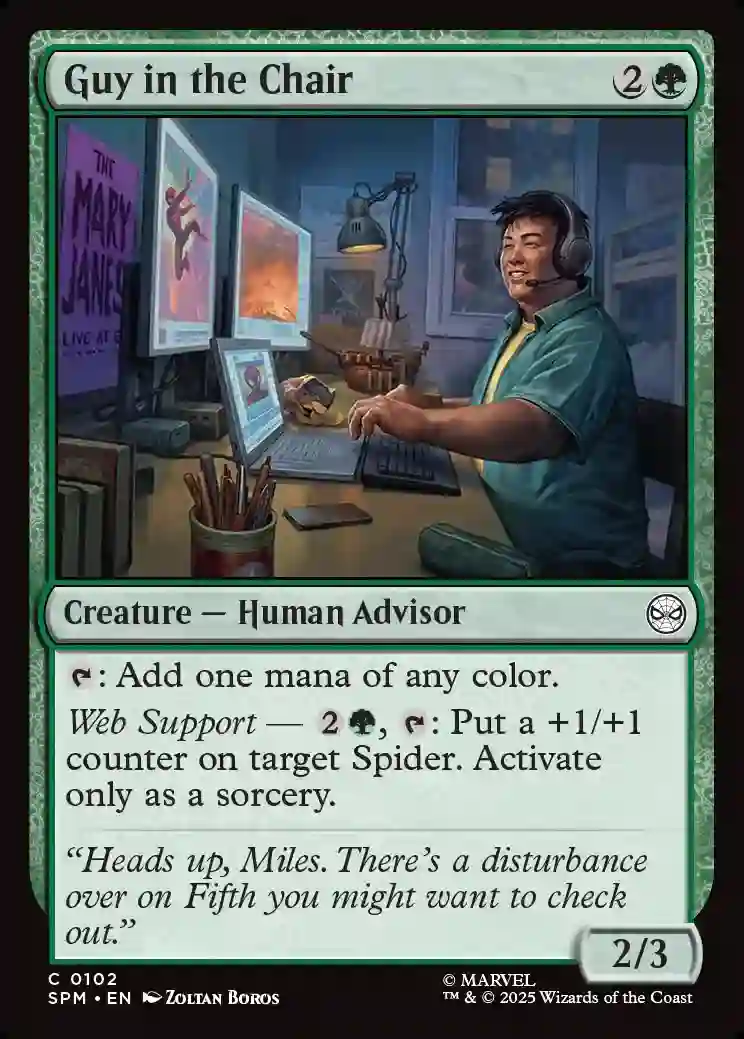 Guy in the Chair
2
THE
MARY
JANES
LIVE AT
Creature — Human Advisor
: Add one mana of any color.
Web Support — 2, : Put a +1/+1
counter on target Spider. Activate
only as a sorcery.
“Heads up, Miles. There’s a disturbance
over on Fifth you might want to check
out.”
2/3
C 0102
SPM • EN Zoltan Boros
© MARVEL
™ & © 2025 Wizards of the Coast